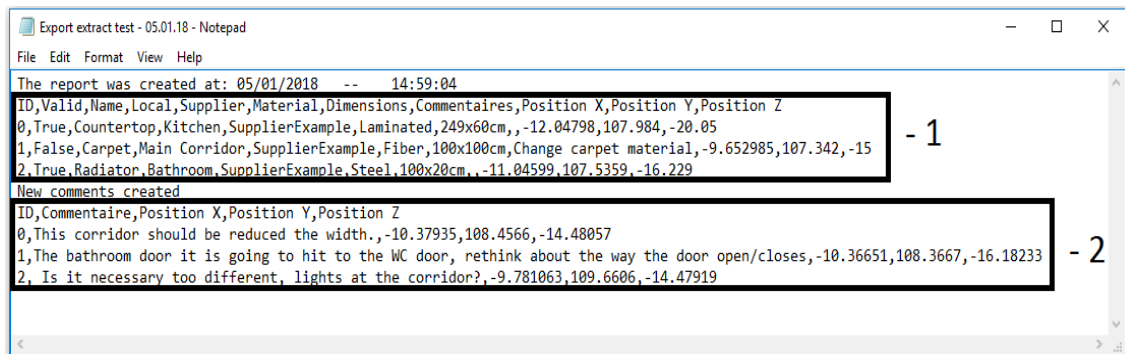 Export extract test - 05.01.18 - Notepad
File Edit Format View Help
The report was created at: 05/01/2018   --   14:59:04
ID,Valid,Name,Local,Supplier,Material,Dimensions,Commentaires,Position X,Position Y,Position Z
0,True,Countertop,Kitchen,SupplierExample,Laminated,249x60cm,,-12.04798,107.984,-20.05
1,False,Carpet,Main Corridor,SupplierExample,Fiber,100x100cm,Change carpet material,-9.652985,107.342,-15
- 1
2,True,Radiator,Bathroom,SupplierExample,Steel,100x20cm,,-11.04599,107.5359,-16.229
New comments created
ID,Commentaire,Position X,Position Y,Position Z
0,This corridor should be reduced the width.,-10.37935,108.4566,-14.48057
1,The bathroom door it is going to hit to the WC door, rethink about the way the door open/closes,-10.36651,108.3667,-16.18233
- 2
2, Is it necessary too different, lights at the corridor?,-9.781063,109.6606,-14.47919